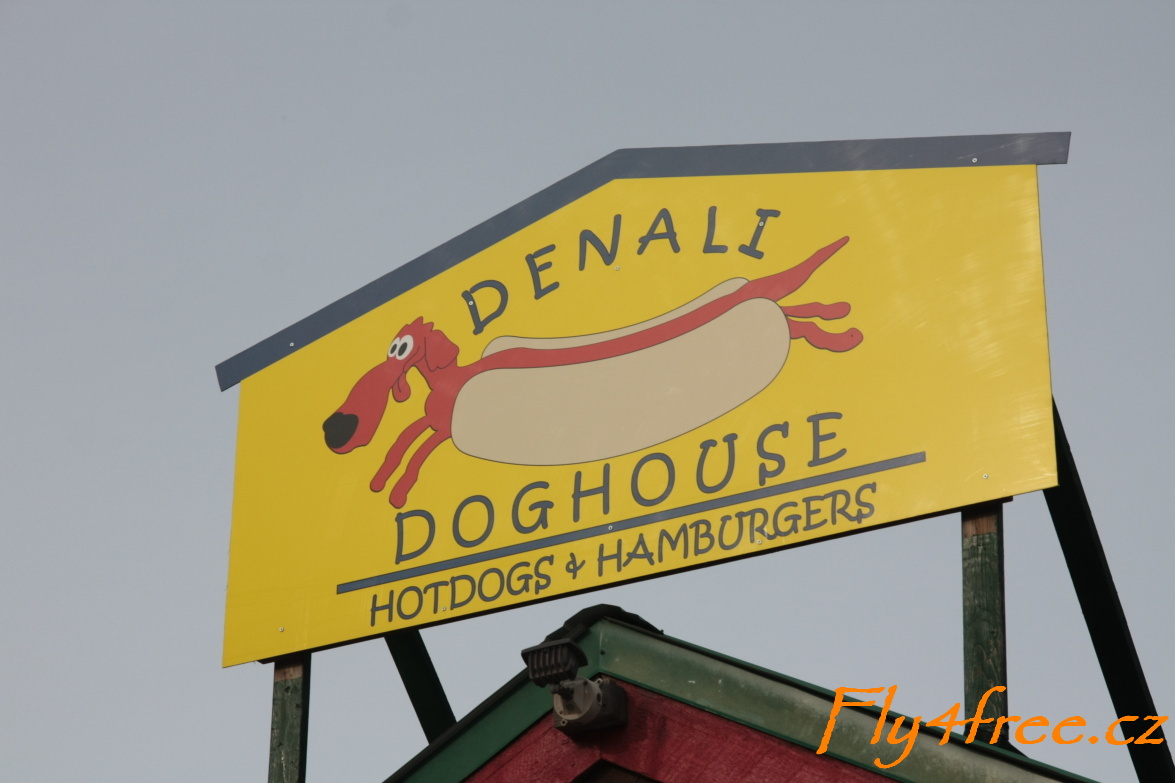 DENALI
DOGHOUSE
HOTDOGS & HAMBURGERS
Fly4free.cz